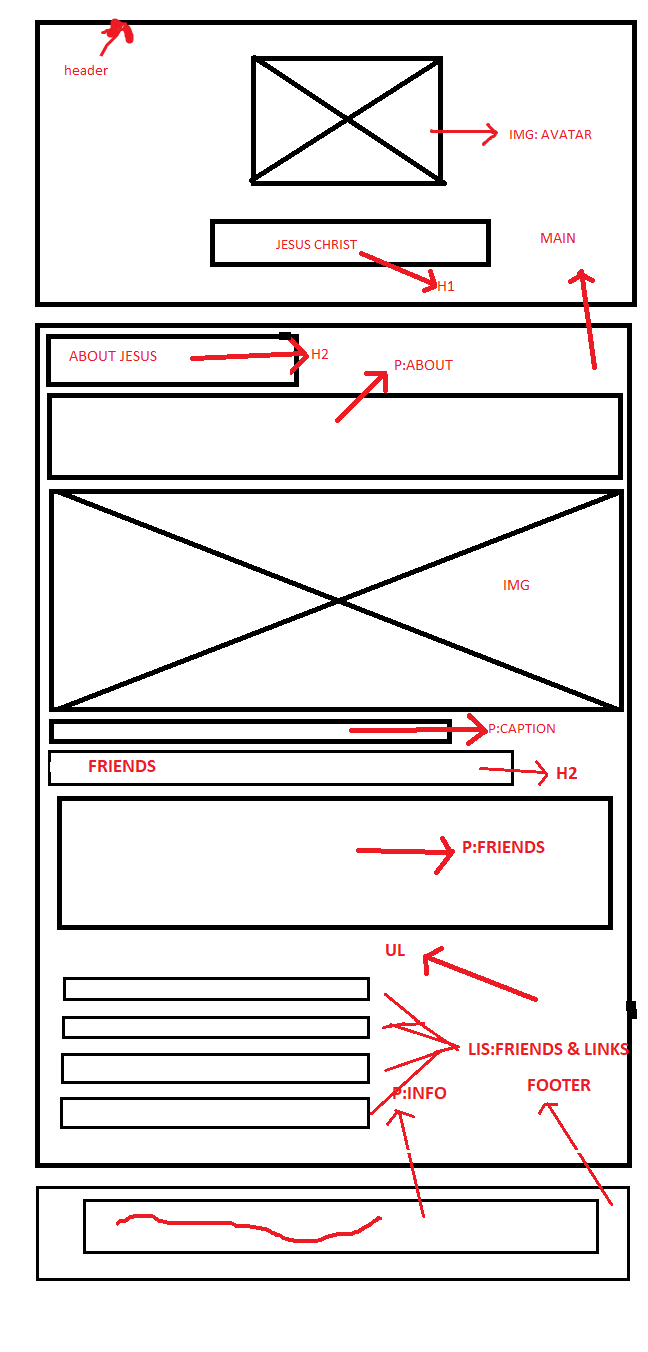 header
IMG: AVATAR
JESUS CHRIST
MAIN
H1
ABOUT JESUS
H2
P:ABOUT
IMG
P:CAPTION
FRIENDS
H2
P:FRIENDS
UL
LIS:FRIENDS & LINKS
P:INFO
FOOTER